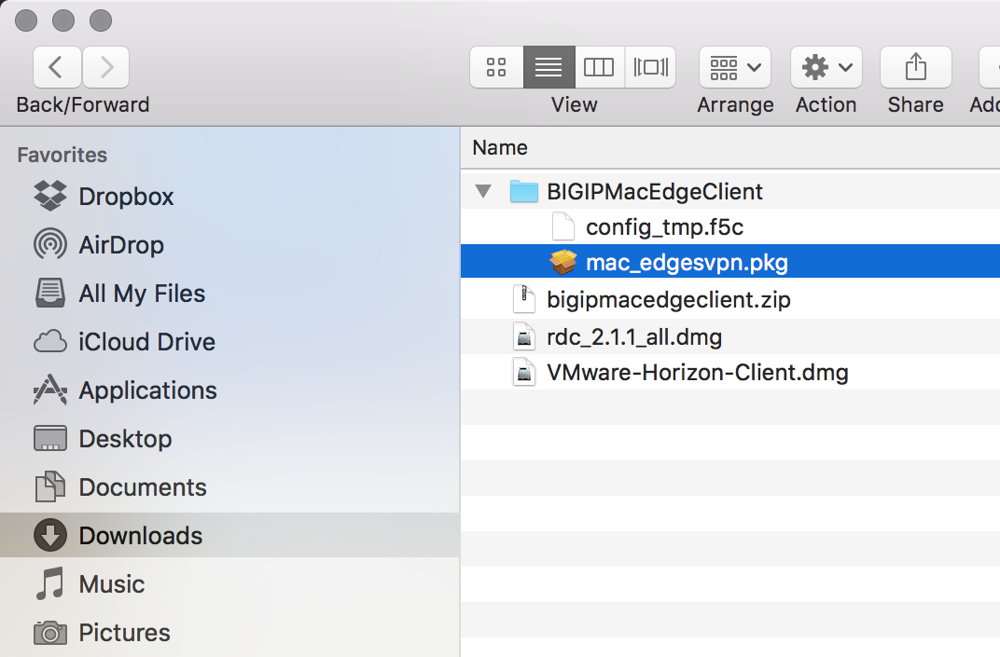 Back/Forward
View
Arrange
Action
Share
Favorites
Dropbox
AirDrop
All My Files
iCloud Drive
Applications
Desktop
Documents
Downloads
Music
Pictures
Name
BIGIPMacEdgeClient
config_tmp.f5c
mac_edgesvpn.pkg
bigipmacedgeclient.zip
rdc_2.1.1_all.dmg
VMware-Horizon-Client.dmg